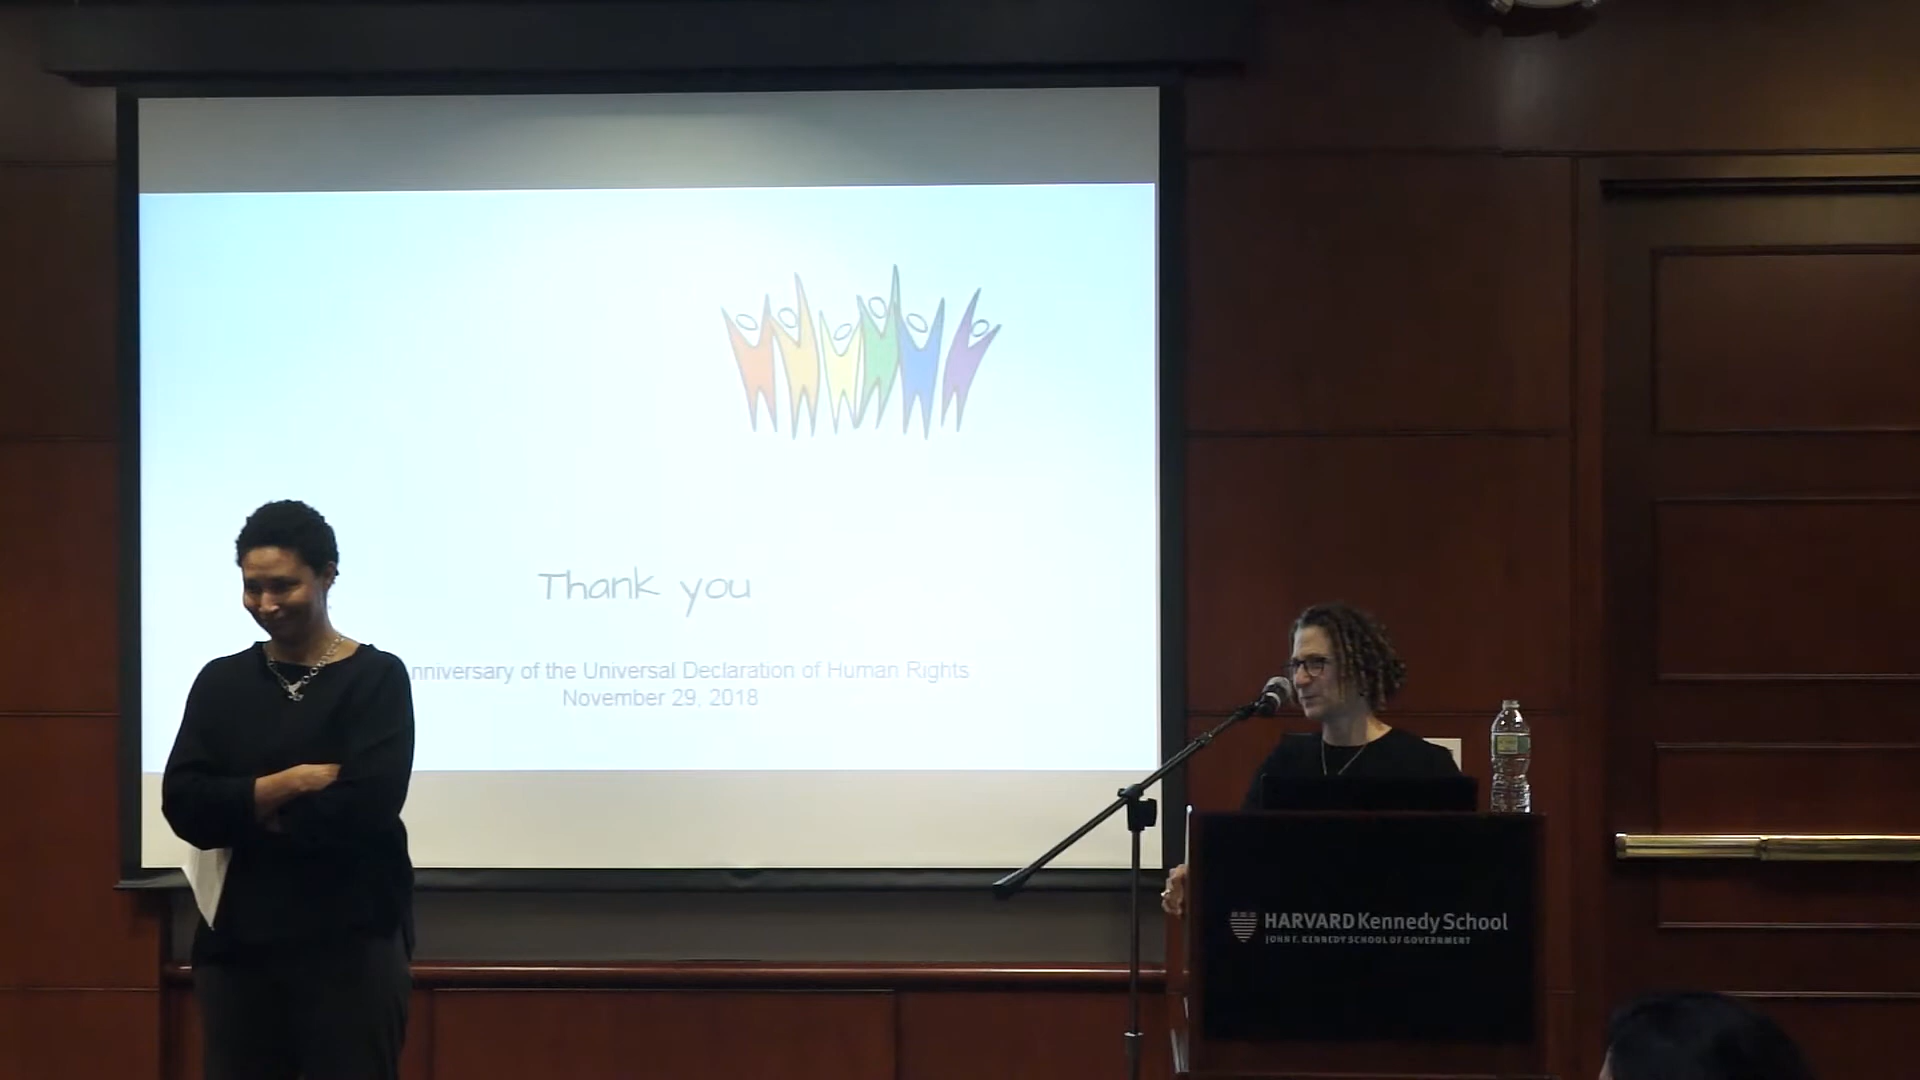 Thank you
nniversary of the Universal Declaration of Human Rights
November 29, 2018
HARVARD Kennedy School
JOHN F. KENNEDY SCHOOL OF GOVERNMENT